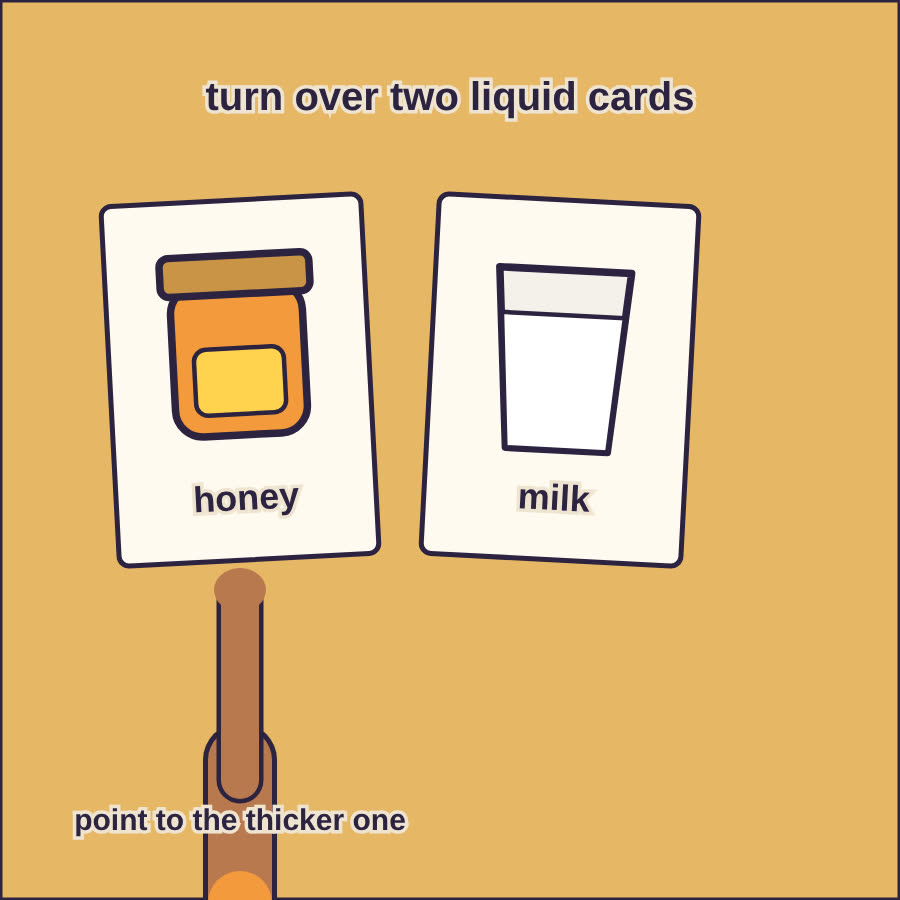 turn over two liquid cards
honey
milk
point to the thicker one